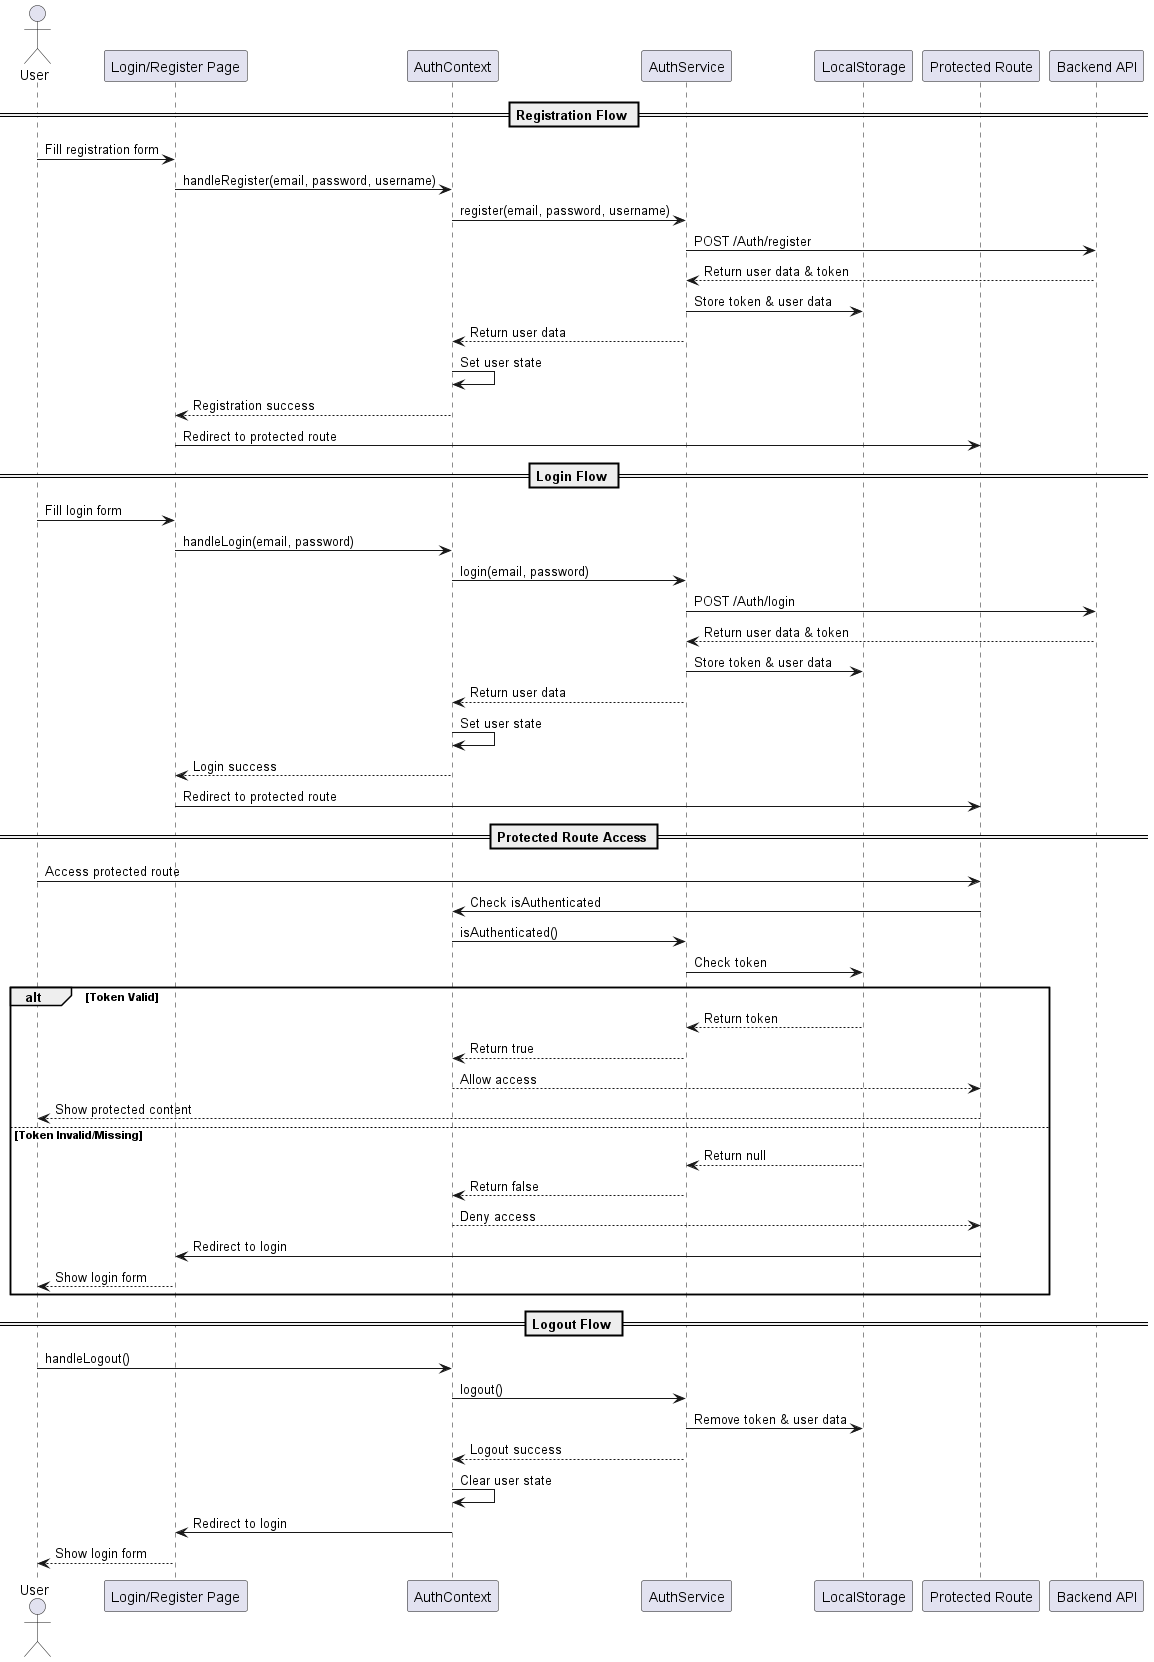 User
Login/Register Page
AuthContext
AuthService
LocalStorage
Protected Route
Backend API
Registration Flow
Fill registration form
handleRegister(email, password, username)
register(email, password, username)
POST /Auth/register
Return user data & token
Store token & user data
Return user data
Set user state
Registration success
Redirect to protected route
Login Flow
Fill login form
handleLogin(email, password)
login(email, password)
POST /Auth/login
Return user data & token
Store token & user data
Return user data
Set user state
Login success
Redirect to protected route
Protected Route Access
Access protected route
Check isAuthenticated
isAuthenticated()
Check token
alt
[Token Valid]
Return token
Return true
Allow access
Show protected content
[Token Invalid/Missing]
Return null
Return false
Deny access
Redirect to login
Show login form
Logout Flow
handleLogout()
logout()
Remove token & user data
Logout success
Clear user state
Redirect to login
Show login form
User
Login/Register Page
AuthContext
AuthService
LocalStorage
Protected Route
Backend API